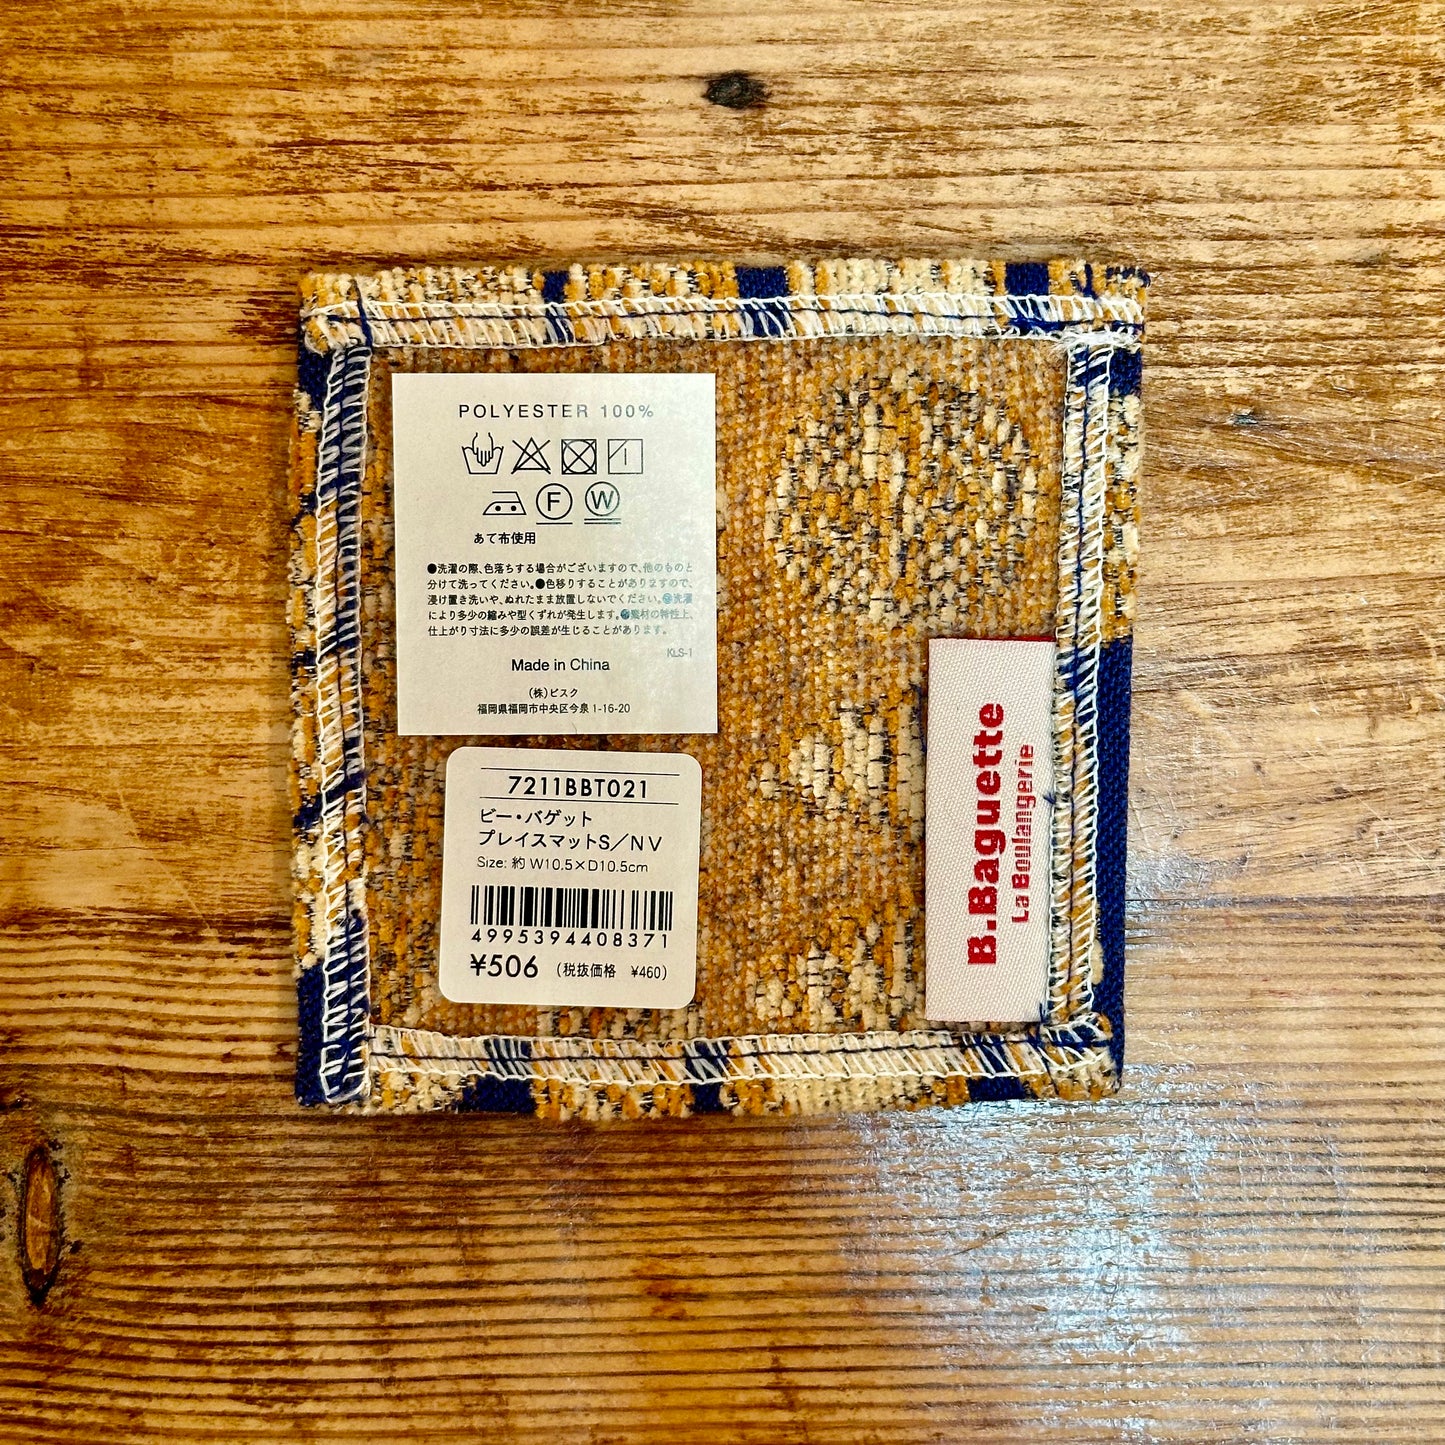 POLYESTER 100%
F W
あて布使用
●洗濯の際、色落ちする場合がございますので、他のものと
分けて洗ってください。●色移りすることがありますので、
浸け置き洗いや、ぬれたまま放置しないでください。●洗濯
により多少の縮みや型くずれが発生します。●素材の特性上、
仕上がり寸法に多少の誤差が生じることがあります。
KLS-1
Made in China
(株)ビスク
福岡県福岡市中央区今泉 1-16-20
7211BBT021
ビー・バゲット
プレイスマットS／NV
Size: 約 W10.5×D10.5cm
4995394408371
¥506 (税抜価格 ¥460)
B.Baguette
La Boulangerie